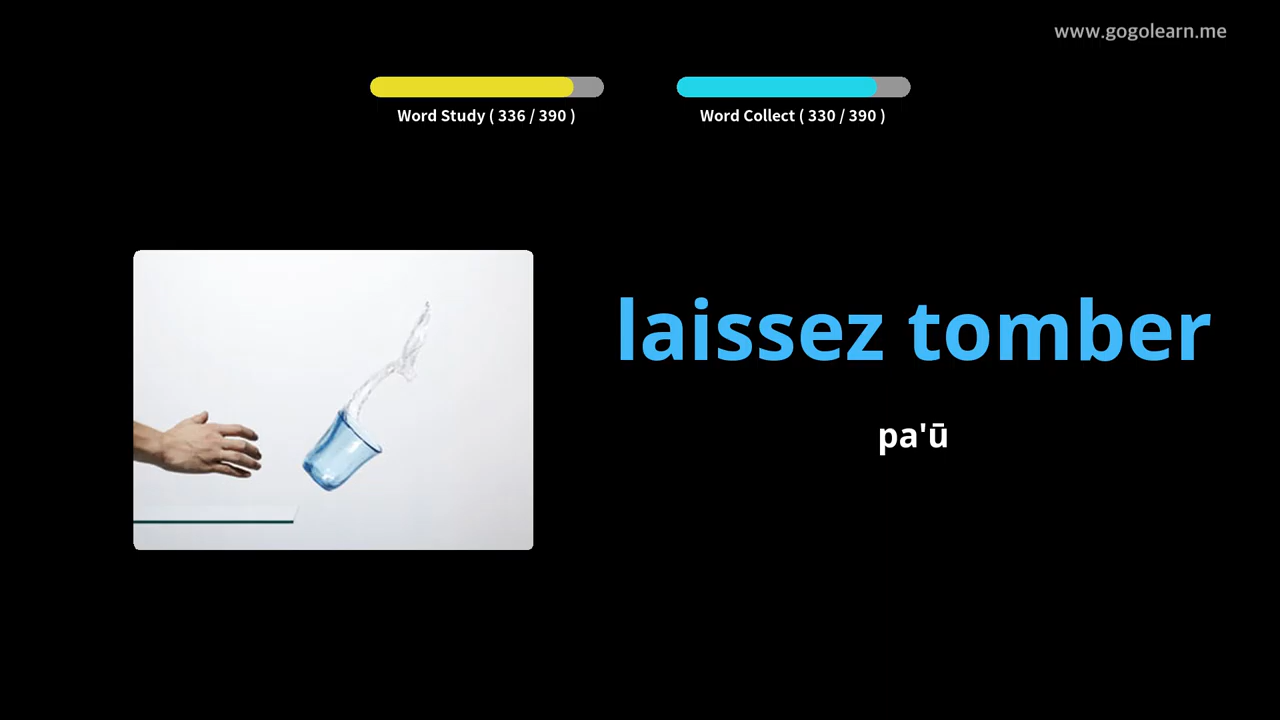 www.gogolearn.me
Word Study ( 336 / 390 )
Word Collect ( 330 / 390 )
laissez tomber
pa'ū